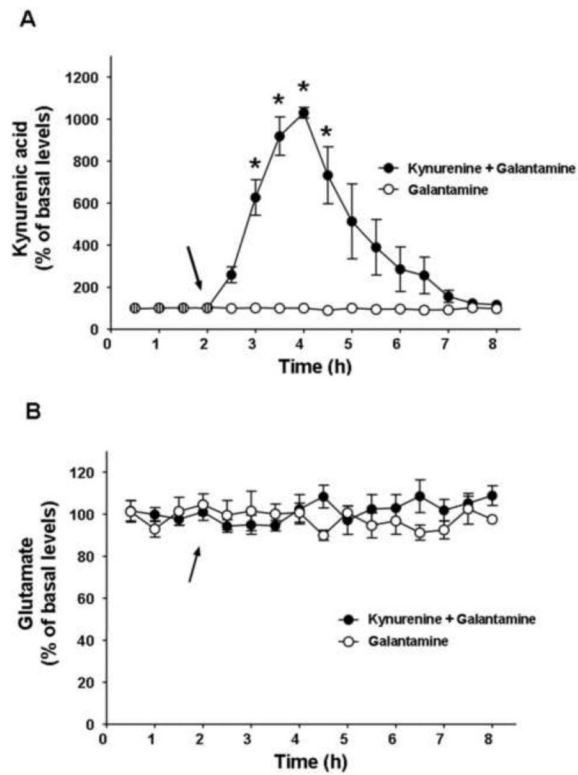 A
Kynurenic acid
(% of basal levels)
1200
1000
800
600
400
200
0
* * * *
Kynurenine + Galantamine
Galantamine
0 1 2 3 4 5 6 7 8
Time (h)
B
Glutamate
(% of basal levels)
120
100
80
60
40
20
0
Kynurenine + Galantamine
Galantamine
0 1 2 3 4 5 6 7 8
Time (h)